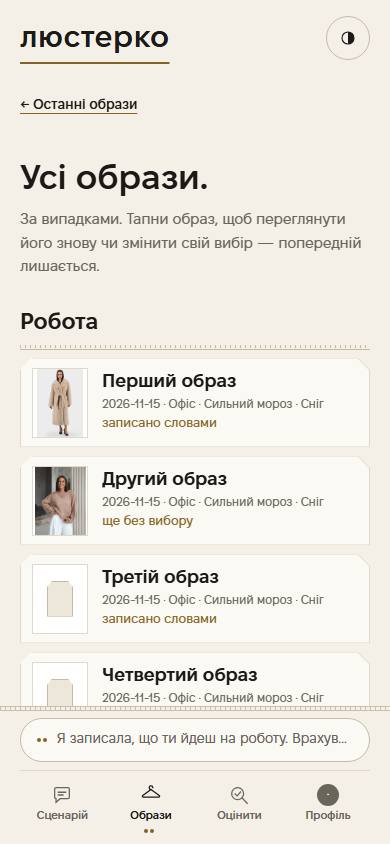 люстерко
← Останні образи
Усі образи.
За випадками. Тапни образ, щоб переглянути
його знову чи змінити свій вибір — попередній
лишається.
Робота
Перший образ
2026-11-15 · Офіс · Сильний мороз · Сніг
записано словами
Другий образ
2026-11-15 · Офіс · Сильний мороз · Сніг
ще без вибору
Третій образ
2026-11-15 · Офіс · Сильний мороз · Сніг
записано словами
Четвертий образ
2026-11-15 · Офіс · Сильний мороз · Сніг
Я записала, що ти йдеш на роботу. Врахув...
Сценарій
Образи
Оцінити
Профіль